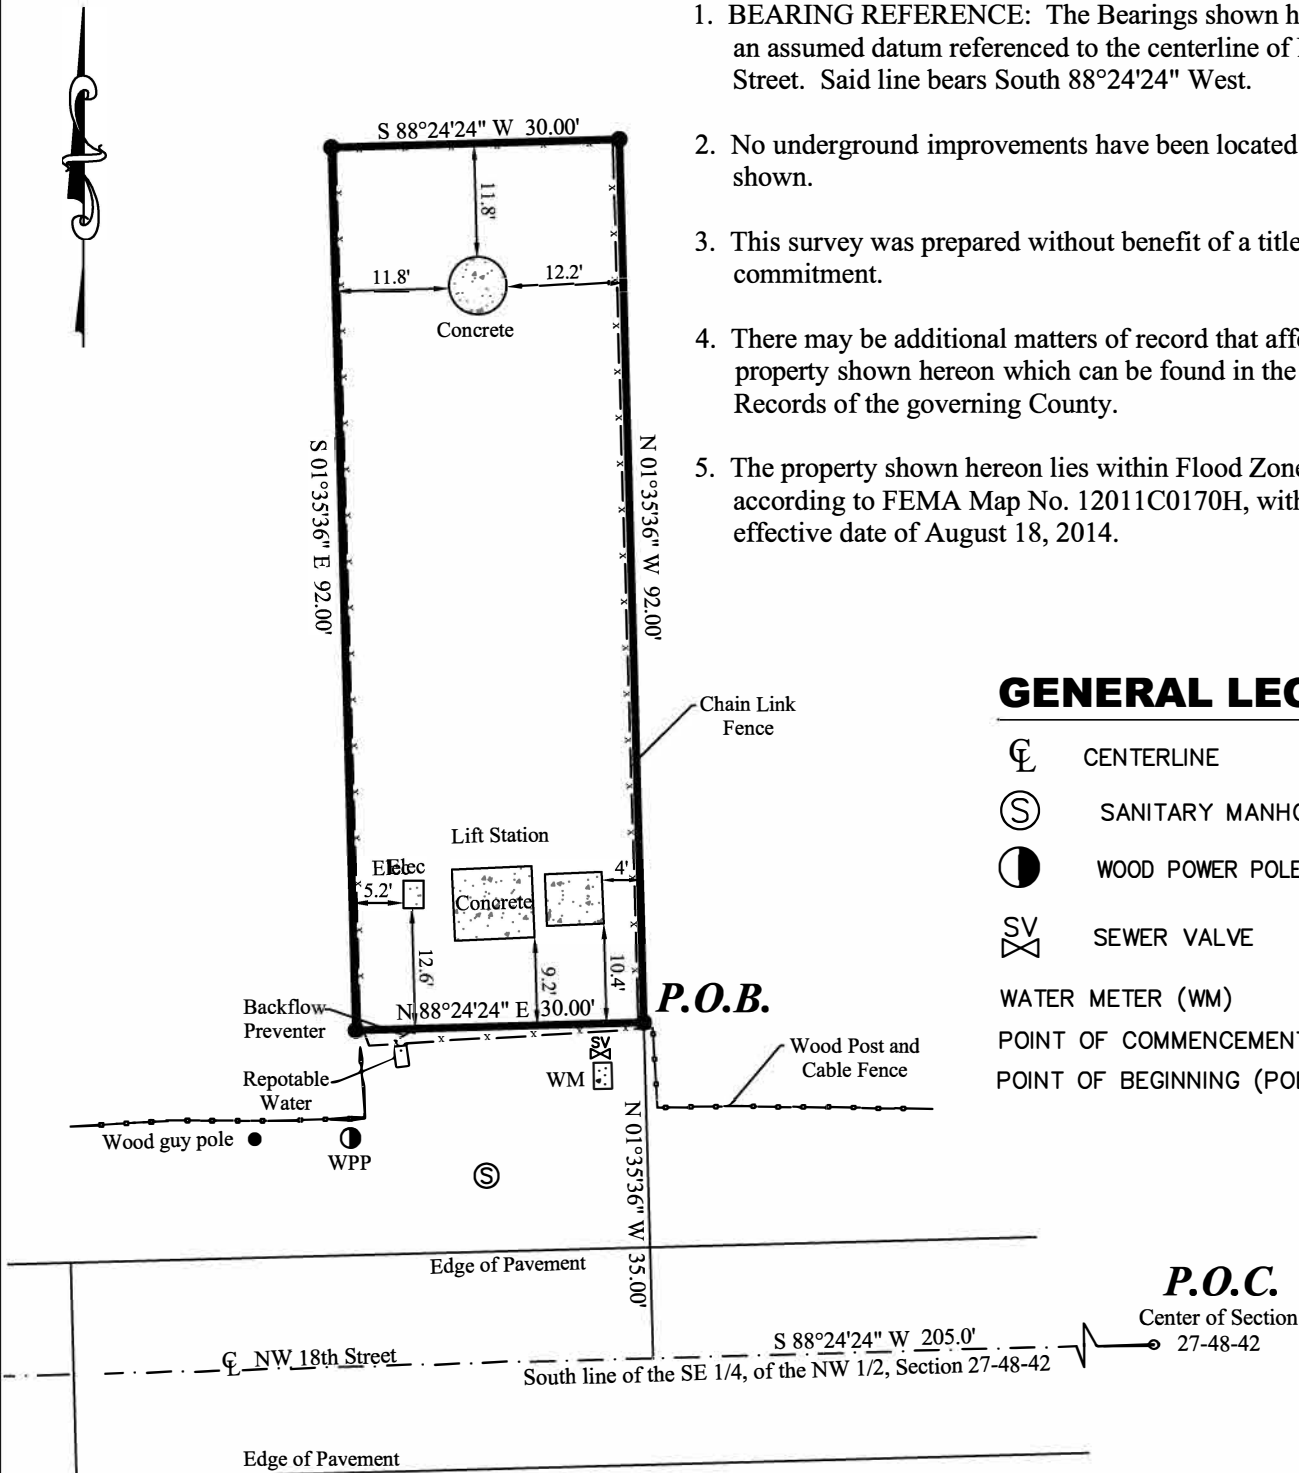 1. BEARING REFERENCE: The Bearings shown
an assumed datum referenced to the centerline of
Street. Said line bears South 88°24'24" West.
2. No underground improvements have been located
shown.
3. This survey was prepared without benefit of a title
commitment.
4. There may be additional matters of record that
property shown hereon which can be found in the
Records of the governing County.
5. The property shown hereon lies within Flood Zone
according to FEMA Map No. 12011C0170H, with
effective date of August 18, 2014.
S 88°24'24" W 30.00'
11.8'
11.8'
12.2'
Concrete
S 01°35'36" E 92.00'
N 01°35'36" W 92.00'
Chain Link
Fence
Lift Station
Elec
Elec
5.2'
Concrete
4'
12.6'
9.2'
10.4'
N 88°24'24" E 30.00'
P.O.B.
Backflow
Preventer
Repotable
Water
SV
WM
Wood Post and
Cable Fence
Wood guy pole
WPP
S
N 01°35'36" W 35.00'
Edge of Pavement
P.O.C.
Center of Section
27-48-42
S 88°24'24" W 205.0'
CL NW 18th Street
South line of the SE 1/4, of the NW 1/2, Section 27-48-42
Edge of Pavement
GENERAL
CL CENTERLINE
S SANITARY
WOOD POWER POLE
SV SEWER VALVE
WATER METER (WM)
POINT OF COMMENCEMENT
POINT OF BEGINNING